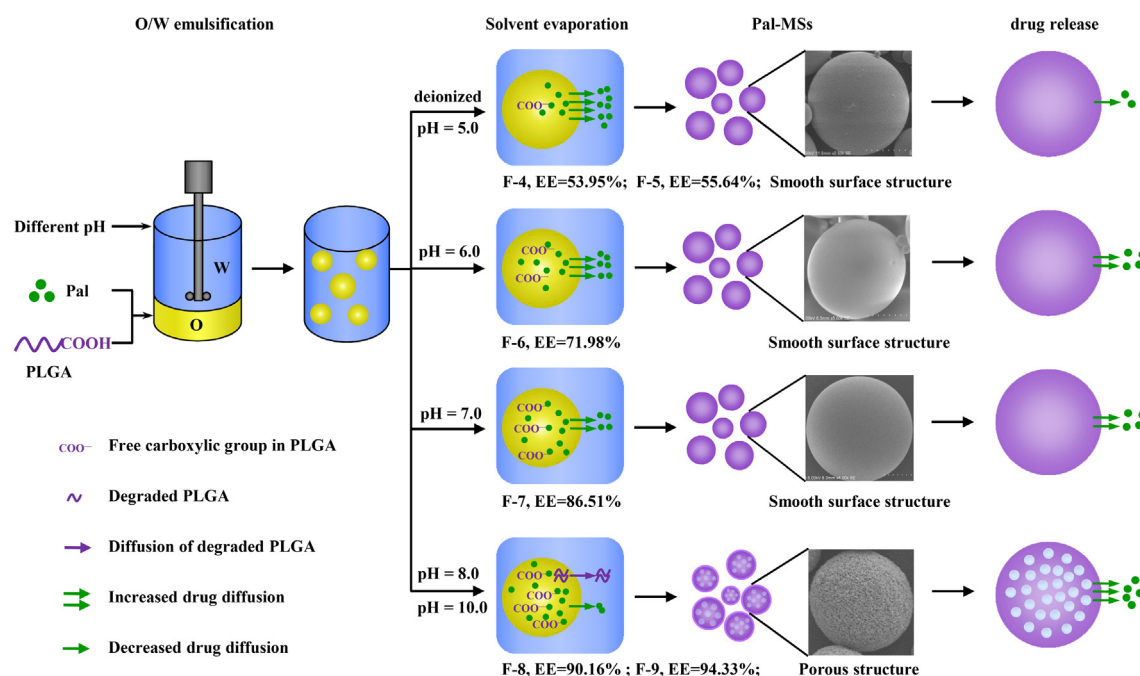 O/W emulsification
Solvent evaporation
Pal-MSs
drug release
Different pH
W
O
Pal
COOH
PLGA
COO⁻ Free carboxylic group in PLGA
Degraded PLGA
Diffusion of degraded PLGA
Increased drug diffusion
Decreased drug diffusion
deionized
pH = 5.0
COO⁻
F-4, EE=53.95%; F-5, EE=55.64%; Smooth surface structure
pH = 6.0
COO⁻
COO⁻
F-6, EE=71.98%
Smooth surface structure
pH = 7.0
COO⁻
COO⁻
COO⁻
F-7, EE=86.51%
Smooth surface structure
pH = 8.0
pH = 10.0
COO⁻
COO⁻
COO⁻
COO⁻
F-8, EE=90.16% ; F-9, EE=94.33%;
Porous structure